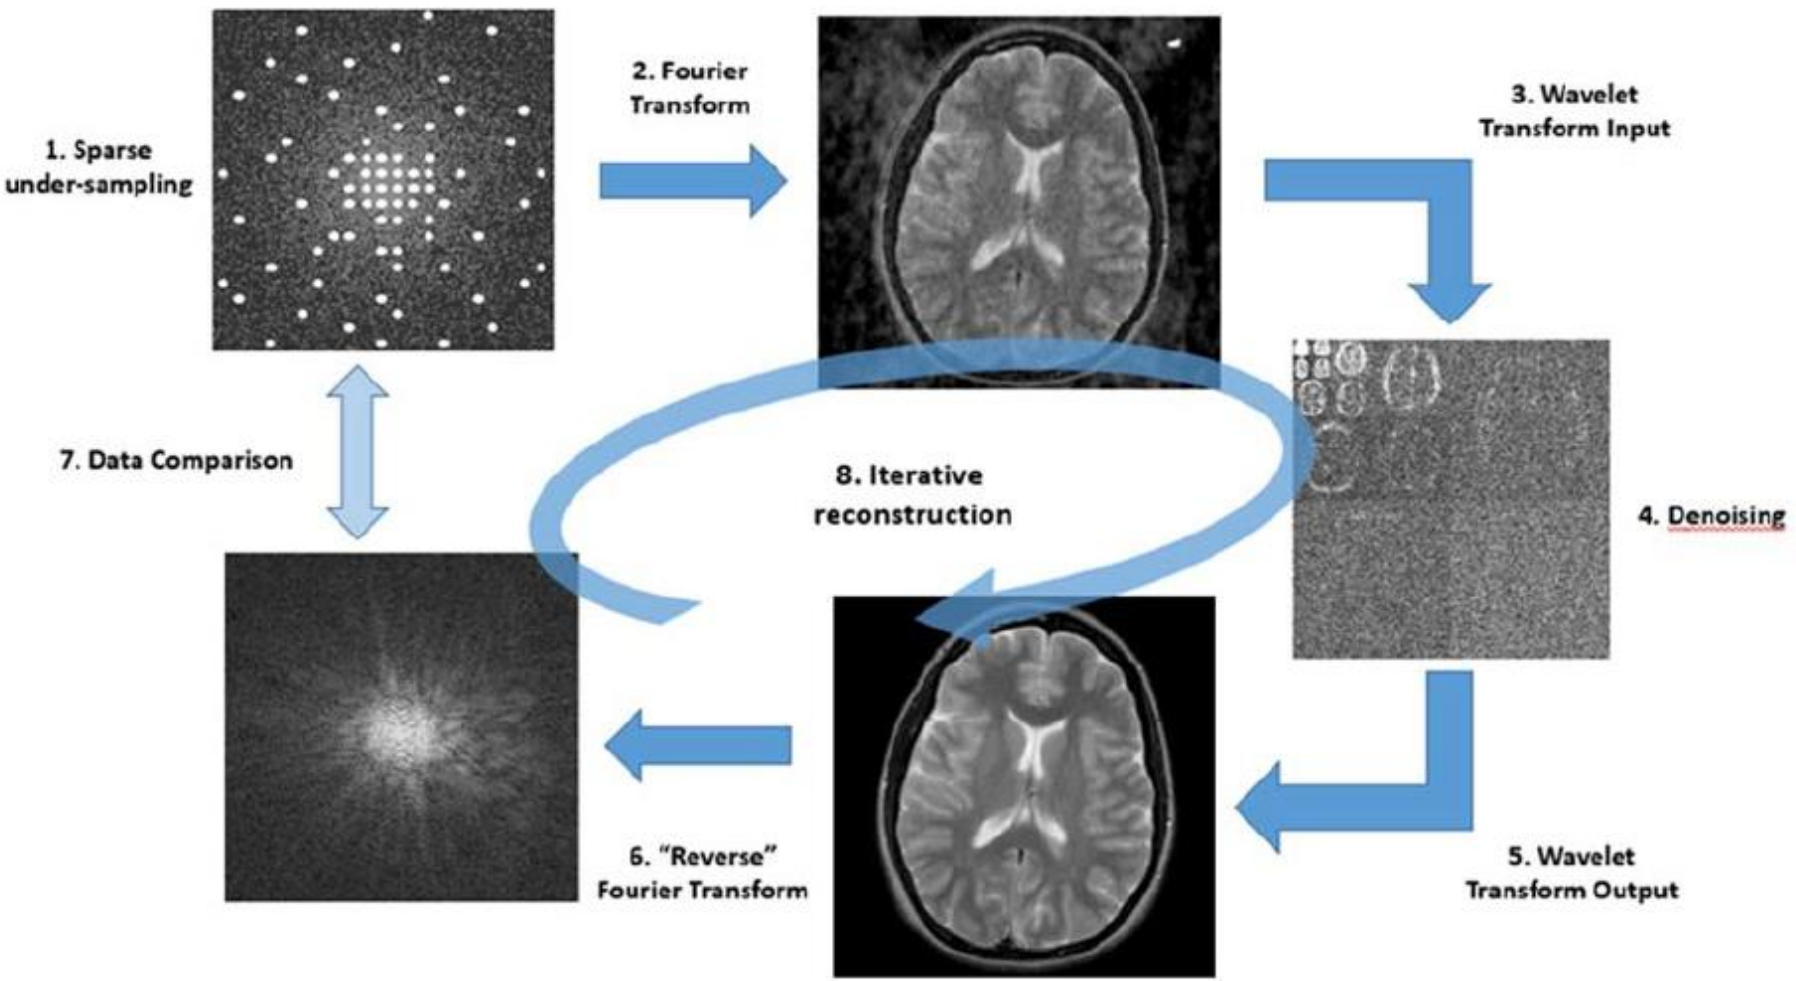 1. Sparse
under-sampling
2. Fourier
Transform
3. Wavelet
Transform Input
4. Denoising
5. Wavelet
Transform Output
6. “Reverse”
Fourier Transform
7. Data Comparison
8. Iterative
reconstruction